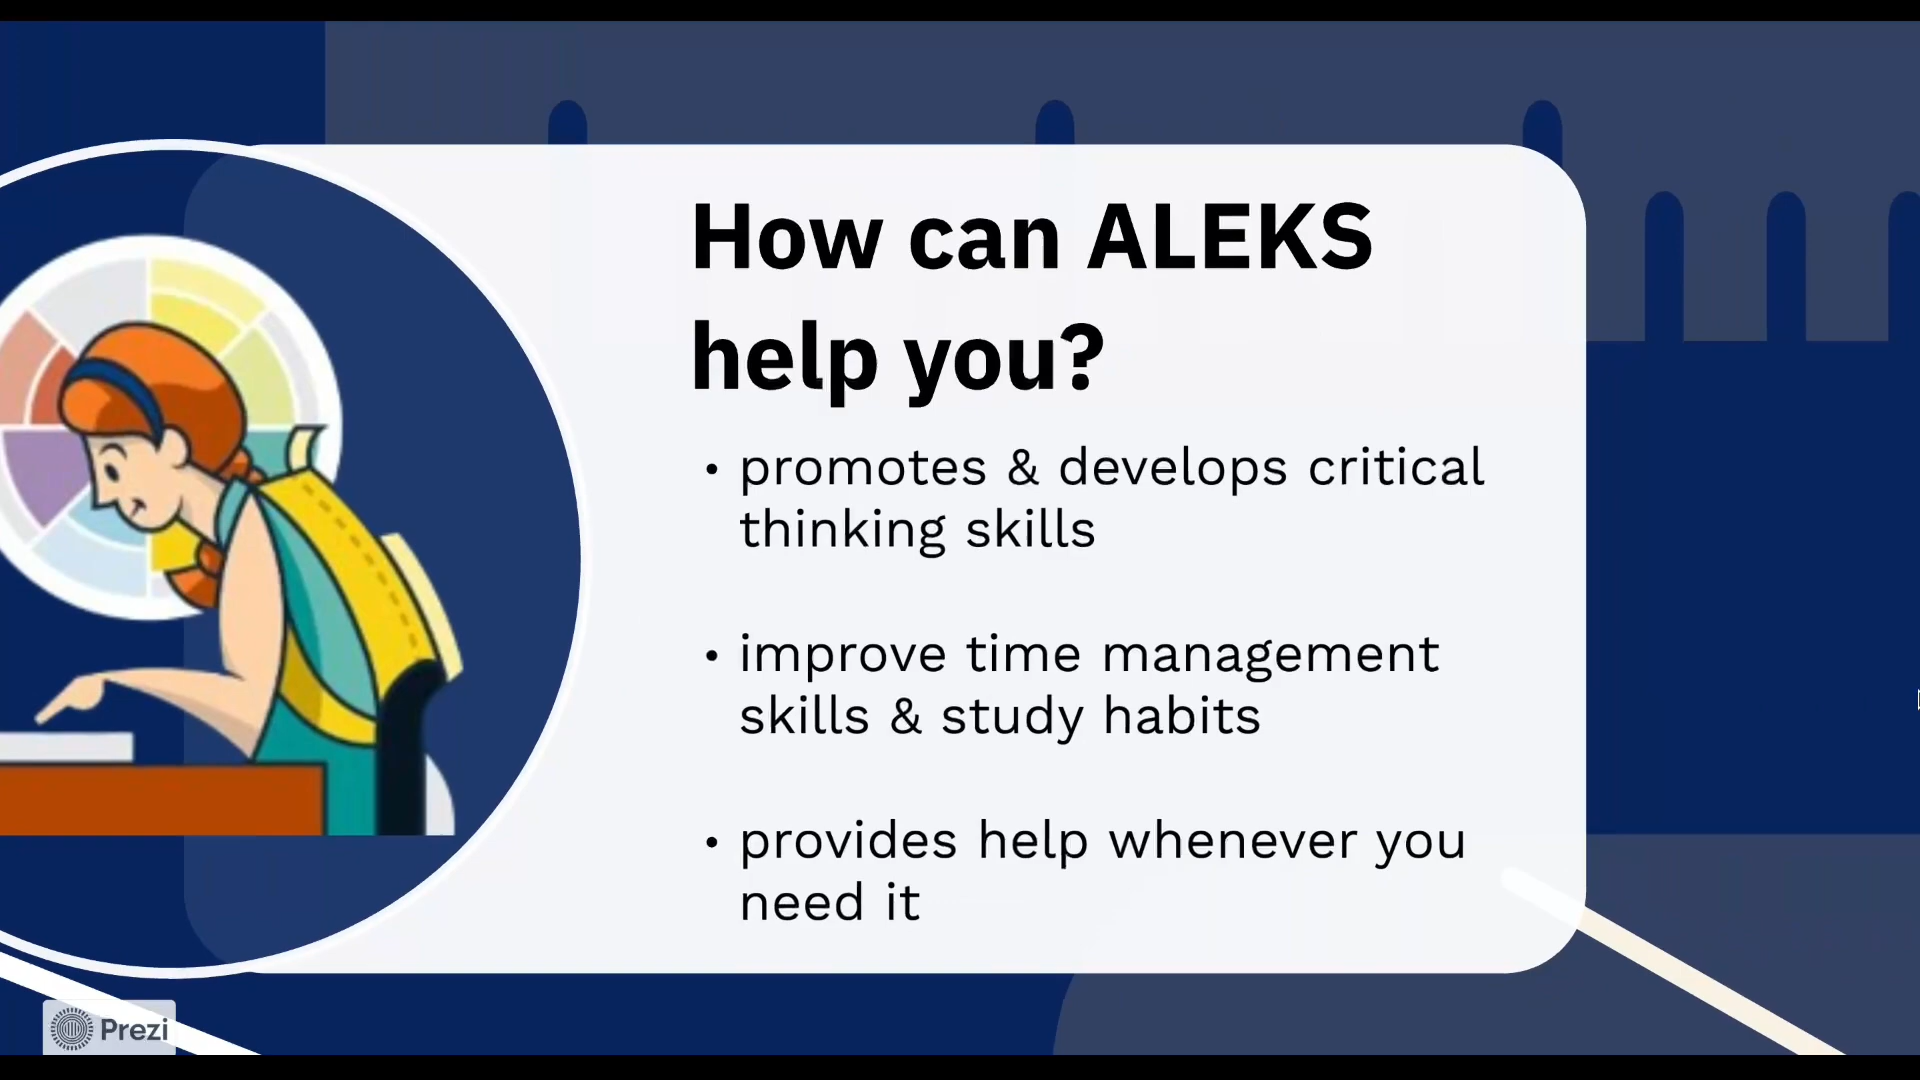 How can ALEKS
help you?
• promotes & develops critical
thinking skills
• improve time management
skills & study habits
• provides help whenever you
need it
Prezi